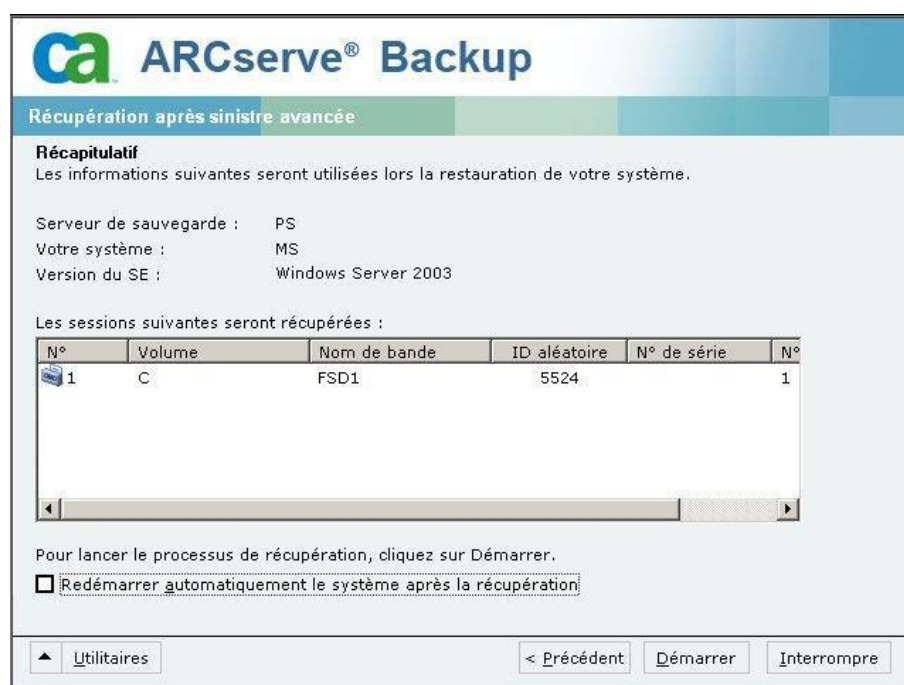 ca ARCserve® Backup
Récupération après sinistre avancée
Récapitulatif
Les informations suivantes seront utilisées lors la restauration de votre système.
Serveur de sauvegarde : PS
Votre système : MS
Version du SE : Windows Server 2003
Les sessions suivantes seront récupérées :
N° Volume Nom de bande ID aléatoire N° de série N°
1 C FSD1 5524 1
Pour lancer le processus de récupération, cliquez sur Démarrer.
Redémarrer automatiquement le système après la récupération
Utilitaires < Précédent Démarrer Interrompre